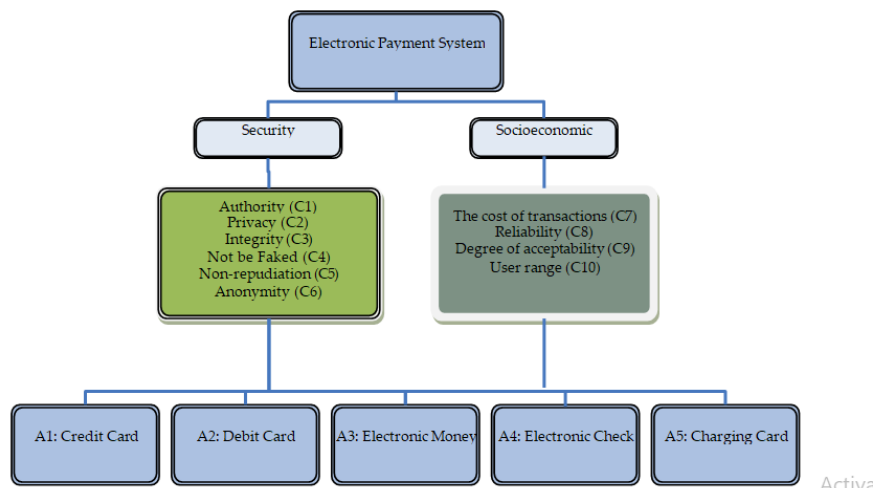 Electronic Payment System
Security
Socioeconomic
Authority (C1)
Privacy (C2)
Integrity (C3)
Not be Faked (C4)
Non-repudiation (C5)
Anonymity (C6)
The cost of transactions (C7)
Reliability (C8)
Degree of acceptability (C9)
User range (C10)
A1: Credit Card
A2: Debit Card
A3: Electronic Money
A4: Electronic Check
A5: Charging Card